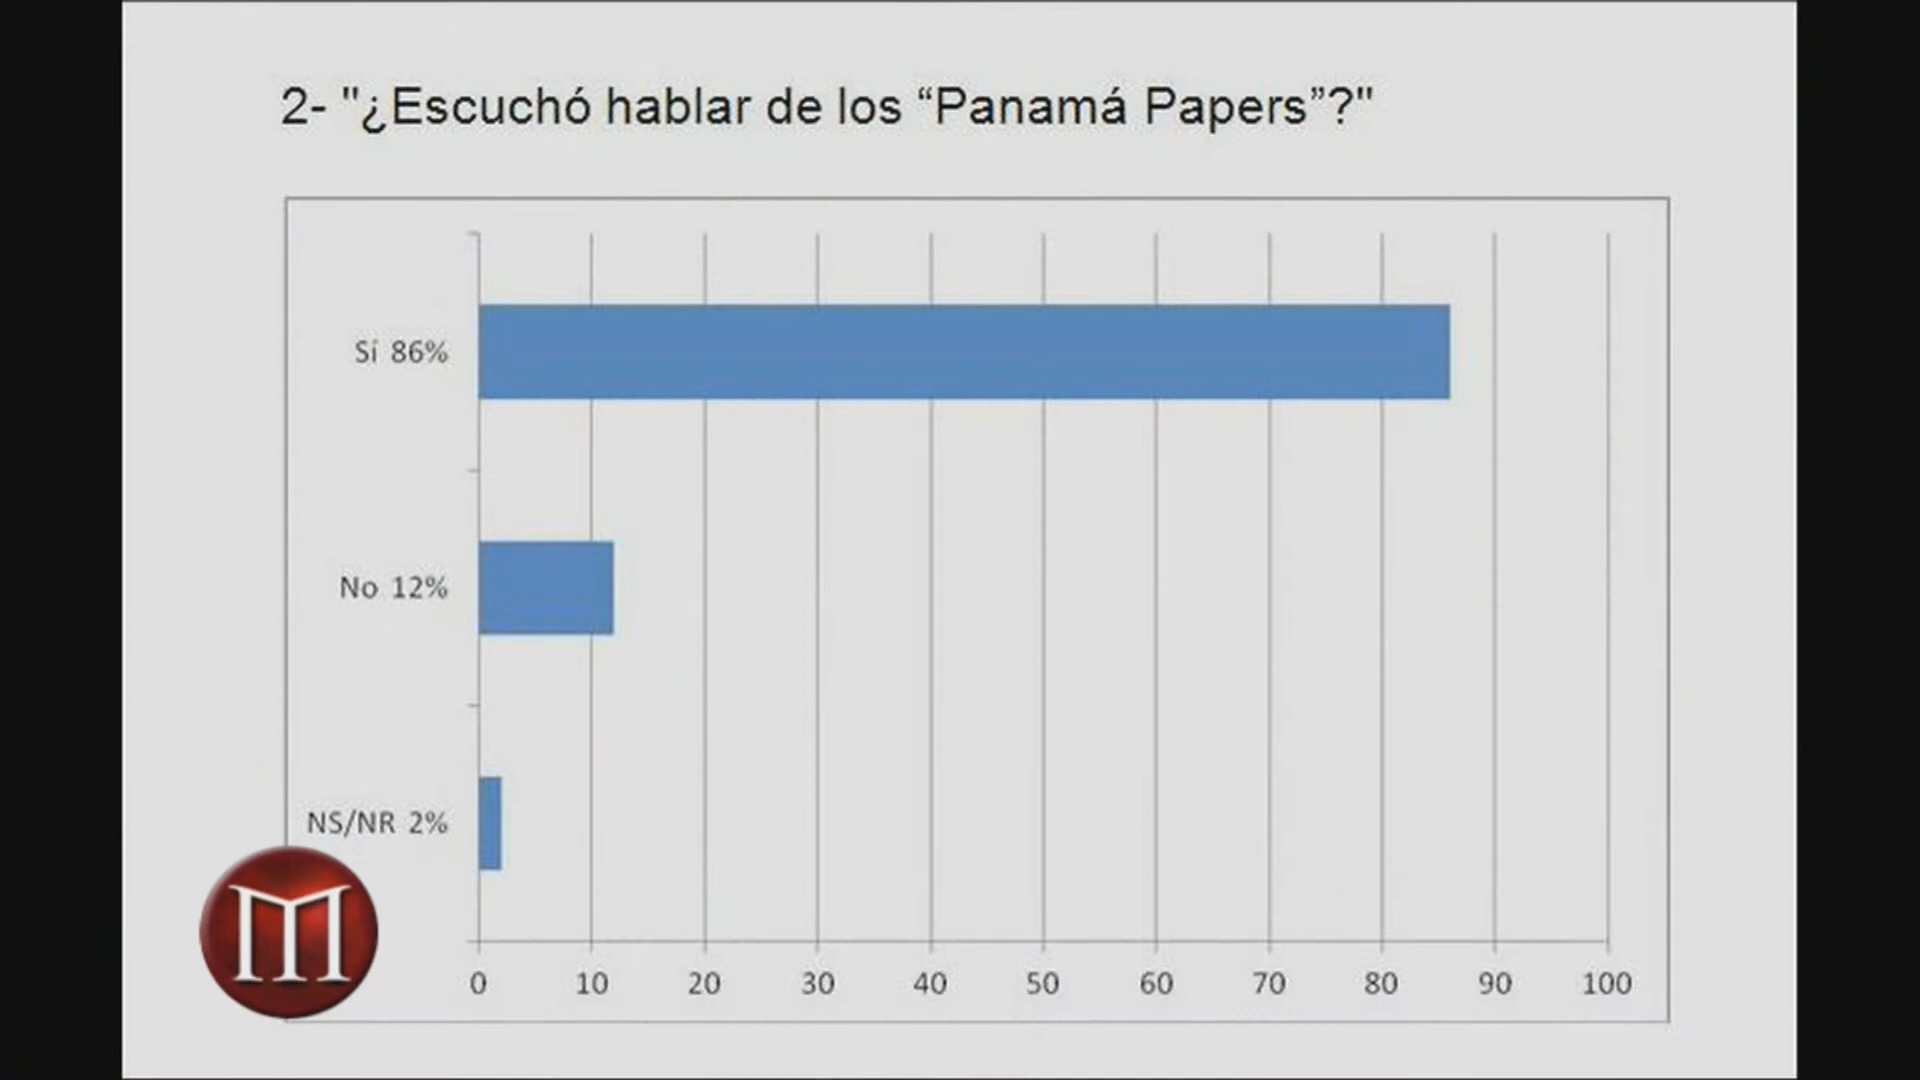 2- "¿Escuchó hablar de los “Panamá Papers”?"
Sí 86%
No 12%
NS/NR 2%
0 10 20 30 40 50 60 70 80 90 100
M